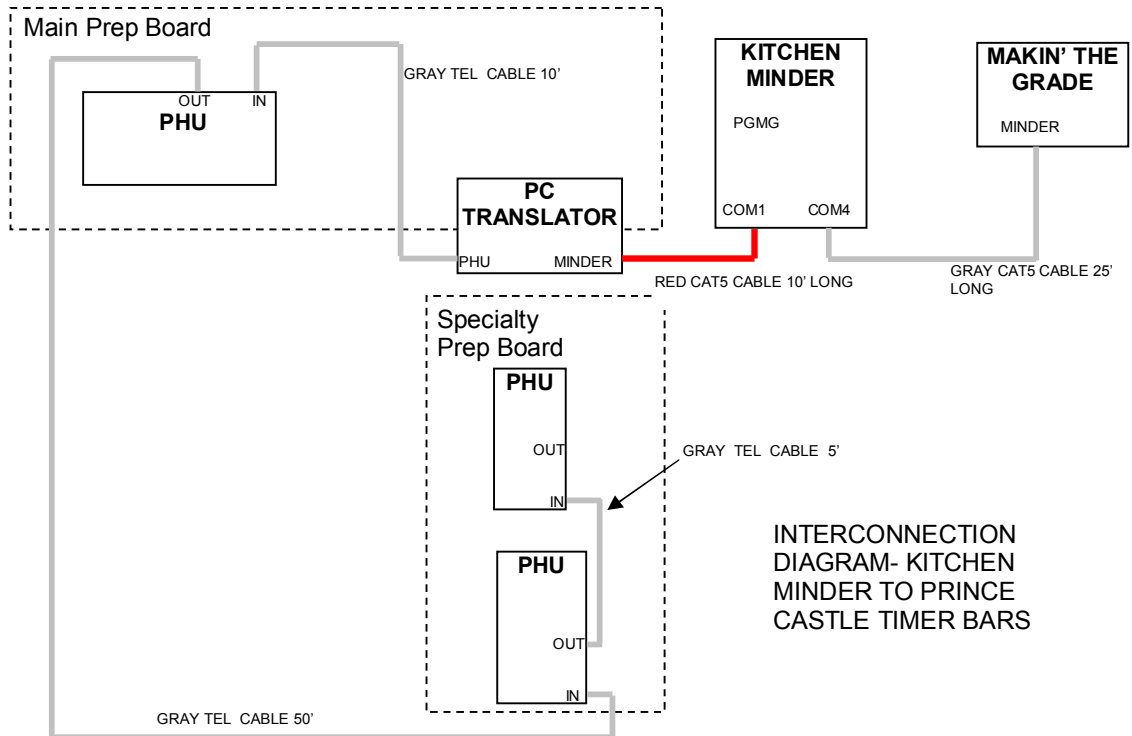 Main Prep Board
GRAY TEL CABLE 10'
OUT
IN
PHU
KITCHEN
MINDER
PGMG
COM1
COM4
MAKIN’ THE
GRADE
MINDER
PC
TRANSLATOR
PHU
MINDER
RED CAT5 CABLE 10' LONG
GRAY CAT5 CABLE 25'
LONG
Specialty
Prep Board
PHU
OUT
IN
GRAY TEL CABLE 5'
PHU
OUT
IN
INTERCONNECTION
DIAGRAM- KITCHEN
MINDER TO PRINCE
CASTLE TIMER BARS
GRAY TEL CABLE 50'